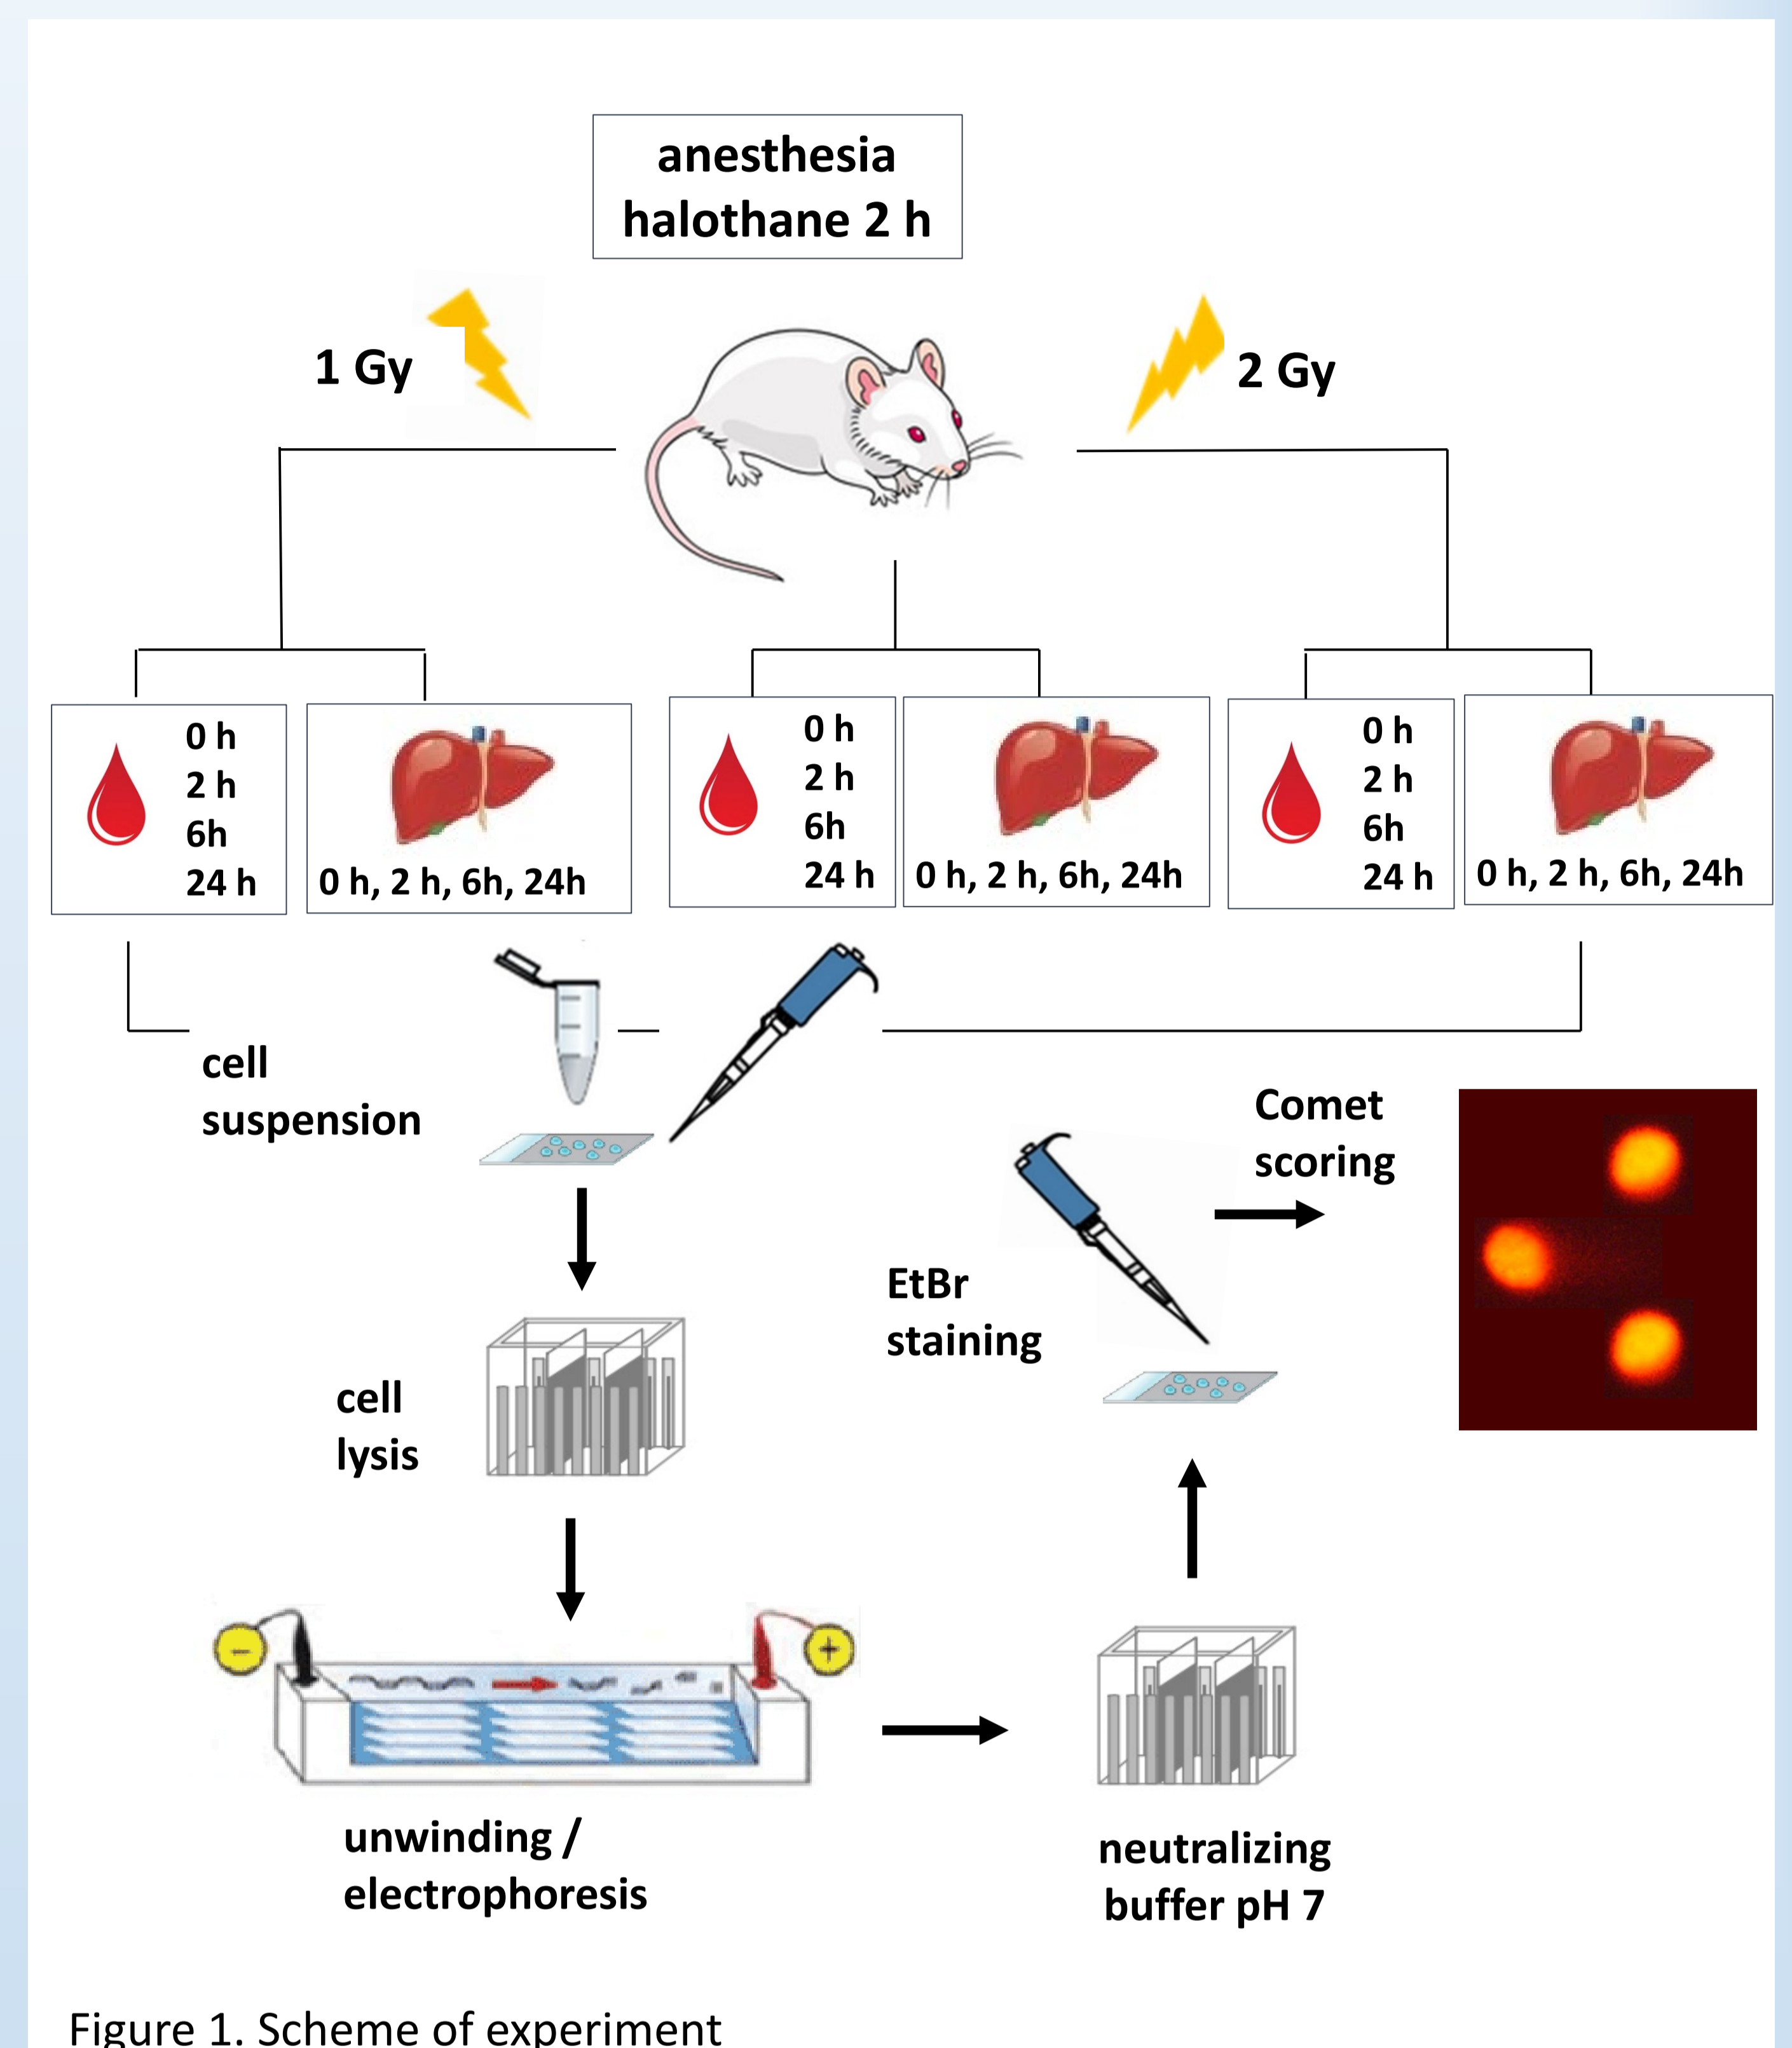 anesthesia
halothane 2 h
1 Gy
2 Gy
0 h
2 h
6h
24 h
0 h, 2 h, 6h, 24h
0 h
2 h
6h
24 h
0 h, 2 h, 6h, 24h
0 h
2 h
6h
24 h
0 h, 2 h, 6h, 24h
cell
suspension
Comet
scoring
EtBr
staining
cell
lysis
−
+
unwinding /
electrophoresis
neutralizing
buffer pH 7
Figure 1. Scheme of experiment